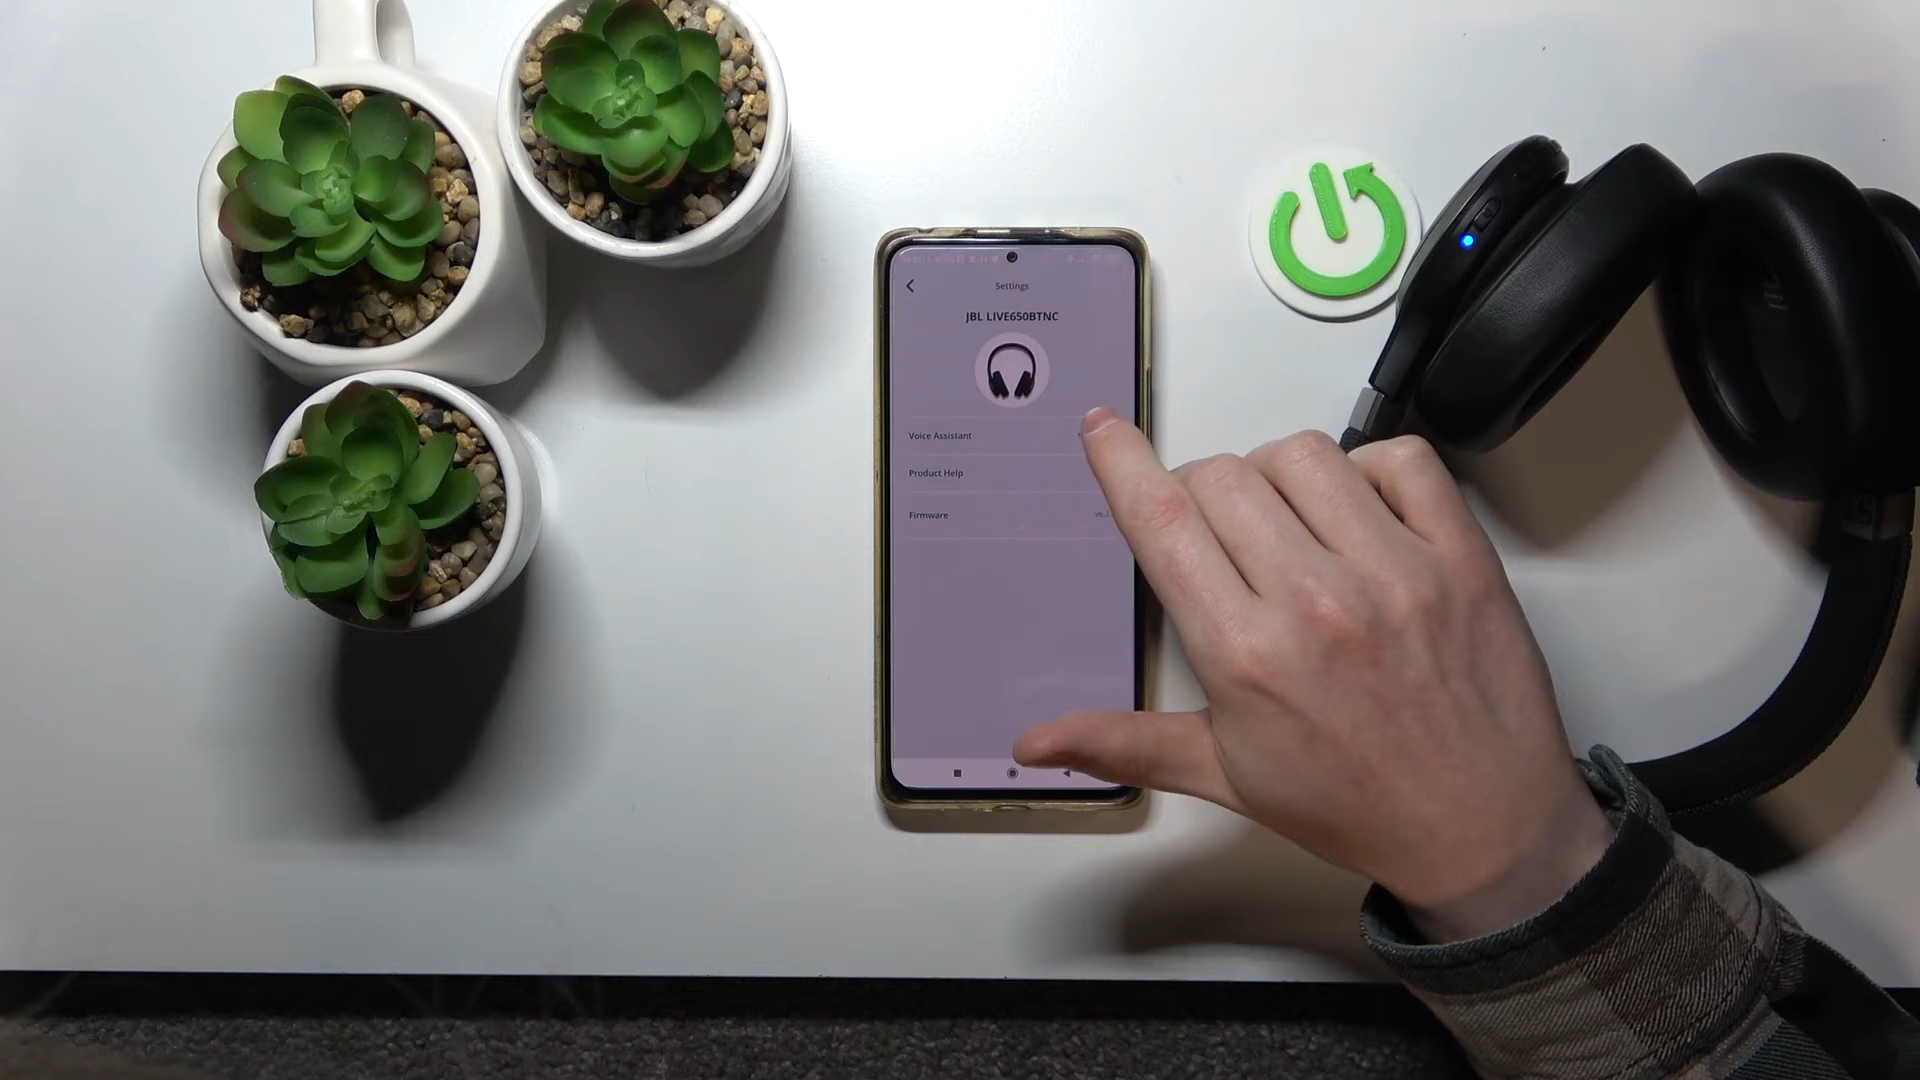 Settings
JBL LIVE650BTNC
Voice Assistant
Product Help
Firmware